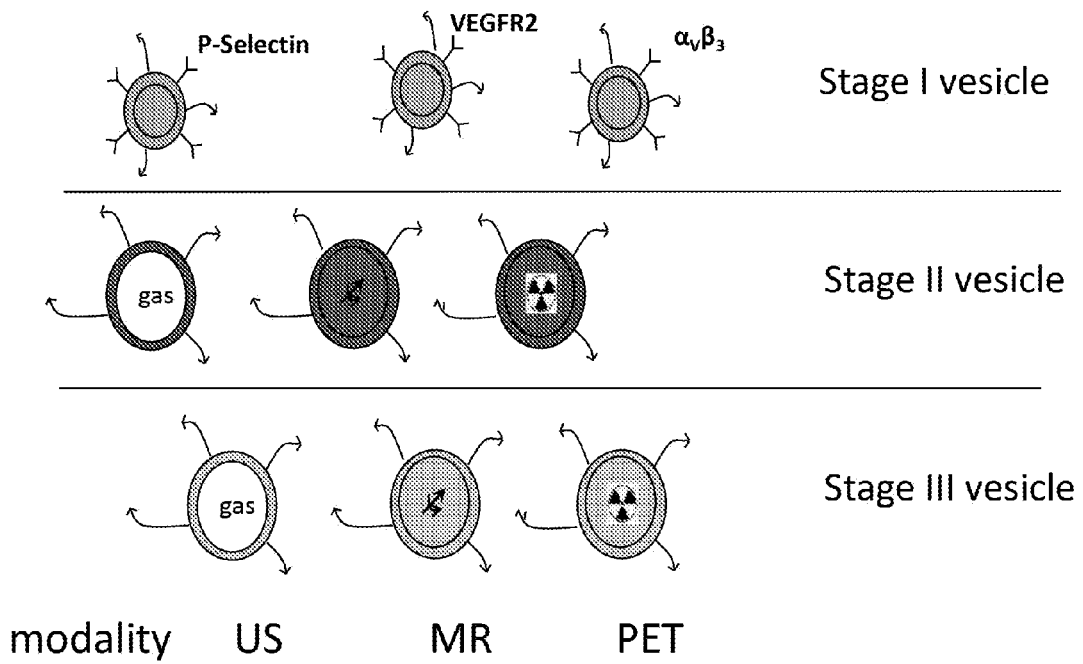 P-Selectin
VEGFR2
αᵥβ₃
Stage I vesicle
gas
Stage II vesicle
gas
Stage III vesicle
modality US MR PET